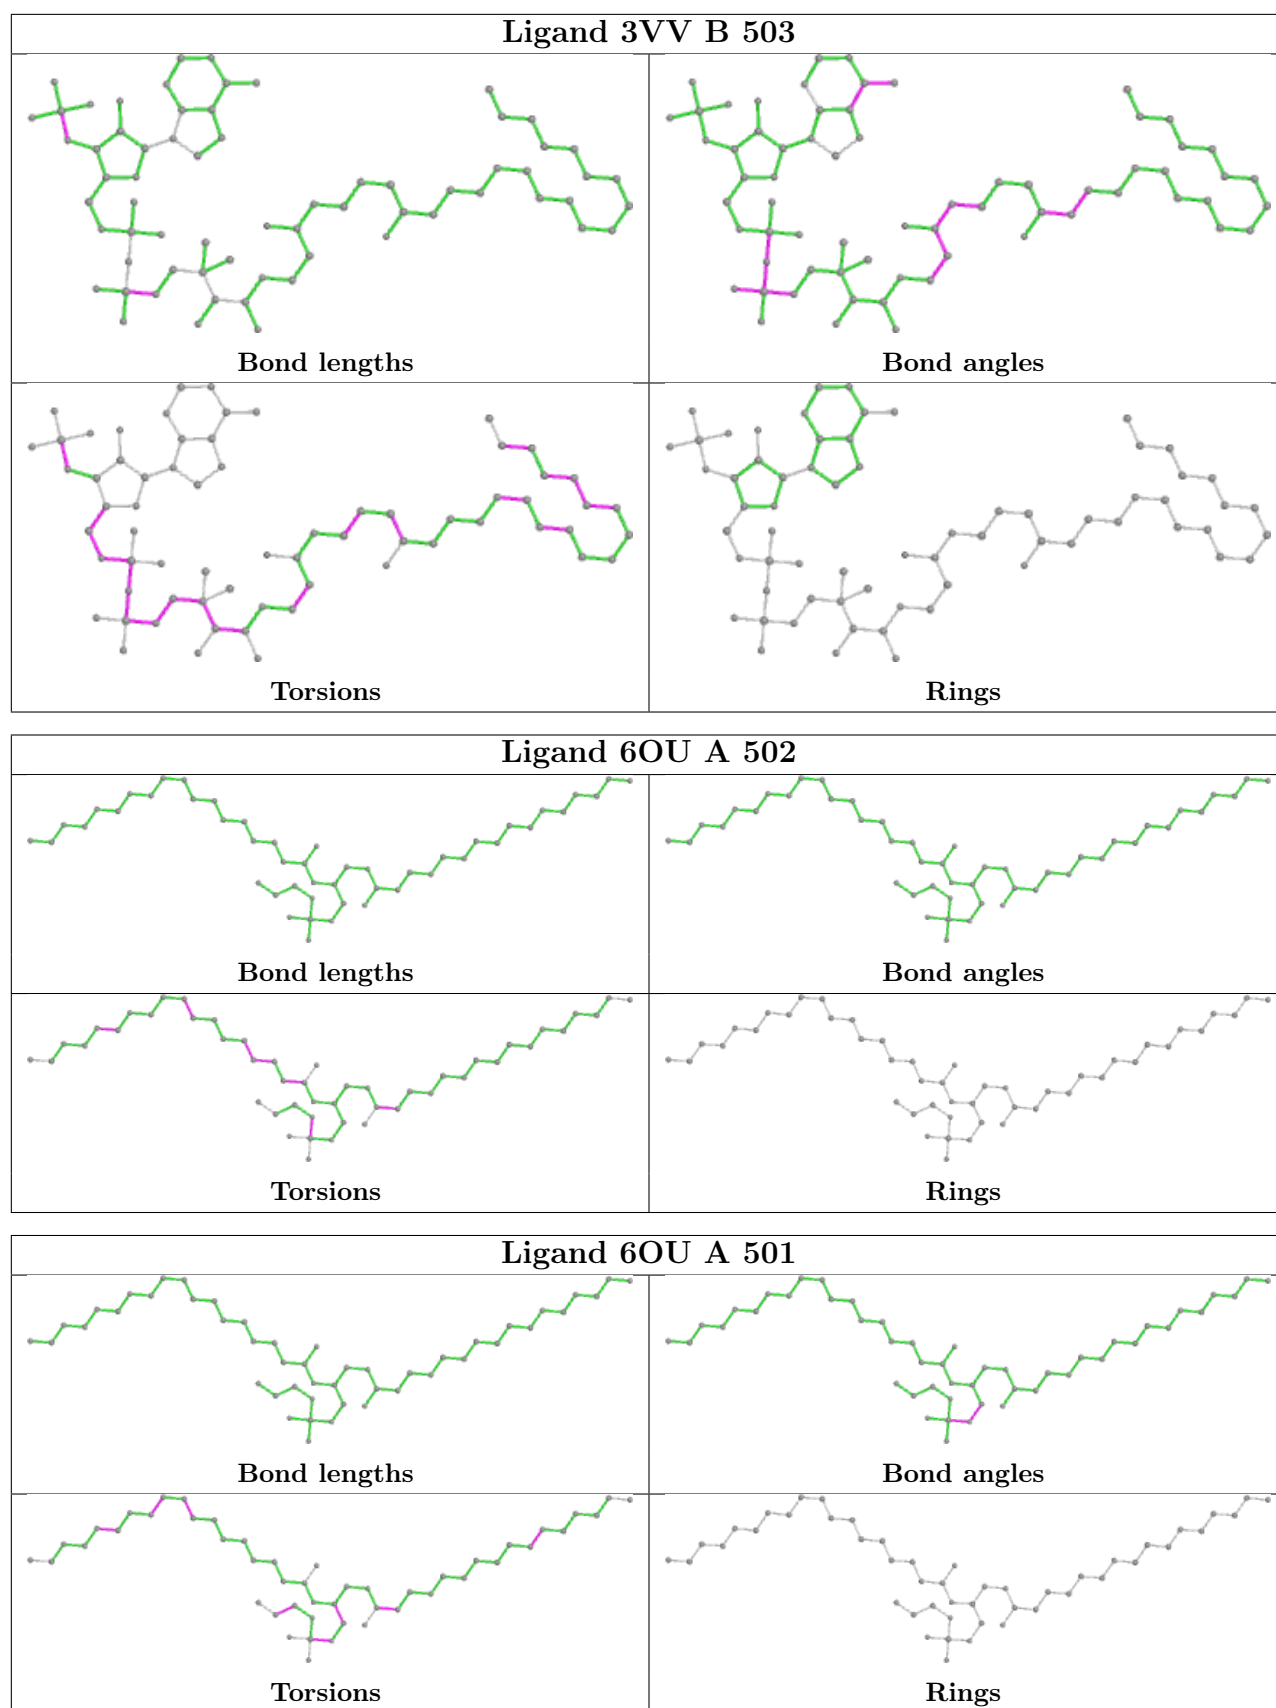 Ligand 3VV B 503
Bond lengths
Bond angles
Torsions
Rings
Ligand 6OU A 502
Bond lengths
Bond angles
Torsions
Rings
Ligand 6OU A 501
Bond lengths
Bond angles
Torsions
Rings